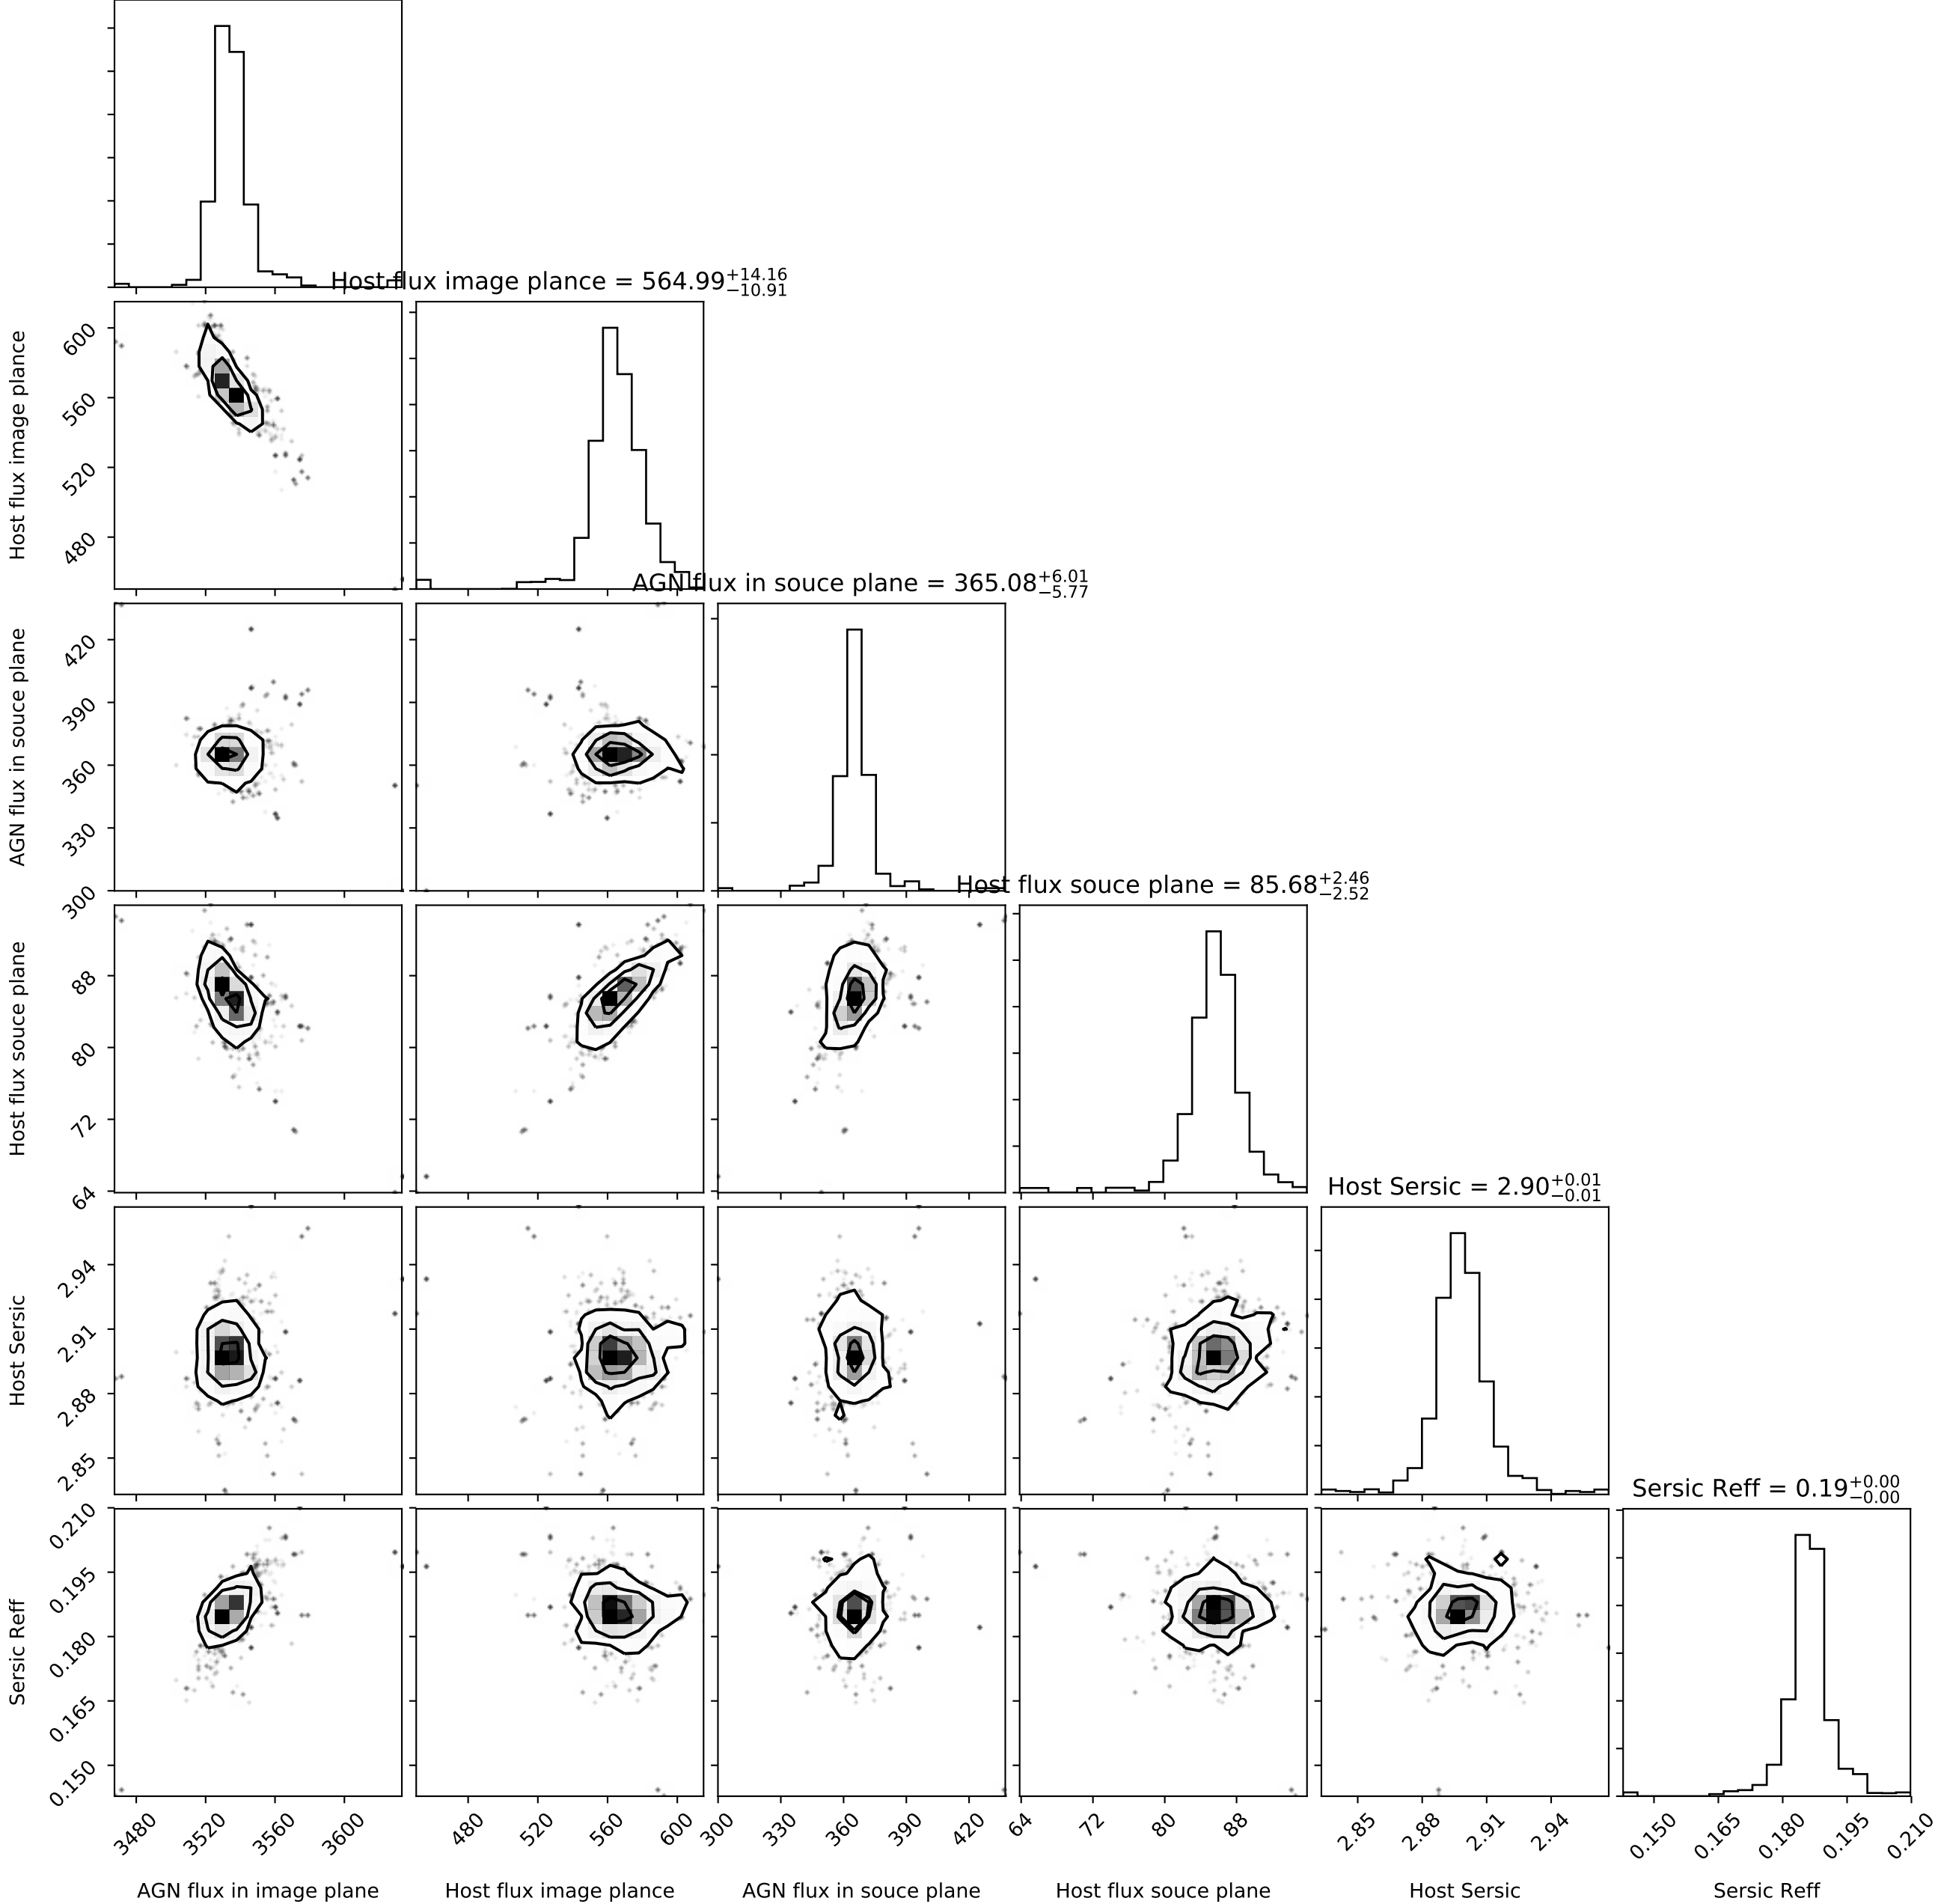 Host flux image plance = 564.99 +14.16 −10.91
600
560
520
480
Host flux image plance
AGN flux in souce plane = 365.08 +6.01 −5.77
420
390
360
330
300
AGN flux in souce plane
Host flux souce plane = 85.68 +2.46 −2.52
88
80
72
64
Host flux souce plane
Host Sersic = 2.90 +0.01 −0.01
2.94
2.91
2.88
2.85
Host Sersic
Sersic Reff = 0.19 +0.00 −0.00
0.210
0.195
0.180
0.165
0.150
Sersic Reff
3480 3520 3560 3600 480 520 560 600 300 330 360 390 420 64 72 80 88 2.85 2.88 2.91 2.94 0.150 0.165 0.180 0.195 0.210
AGN flux in image plane Host flux image plance AGN flux in souce plane Host flux souce plane Host Sersic Sersic Reff